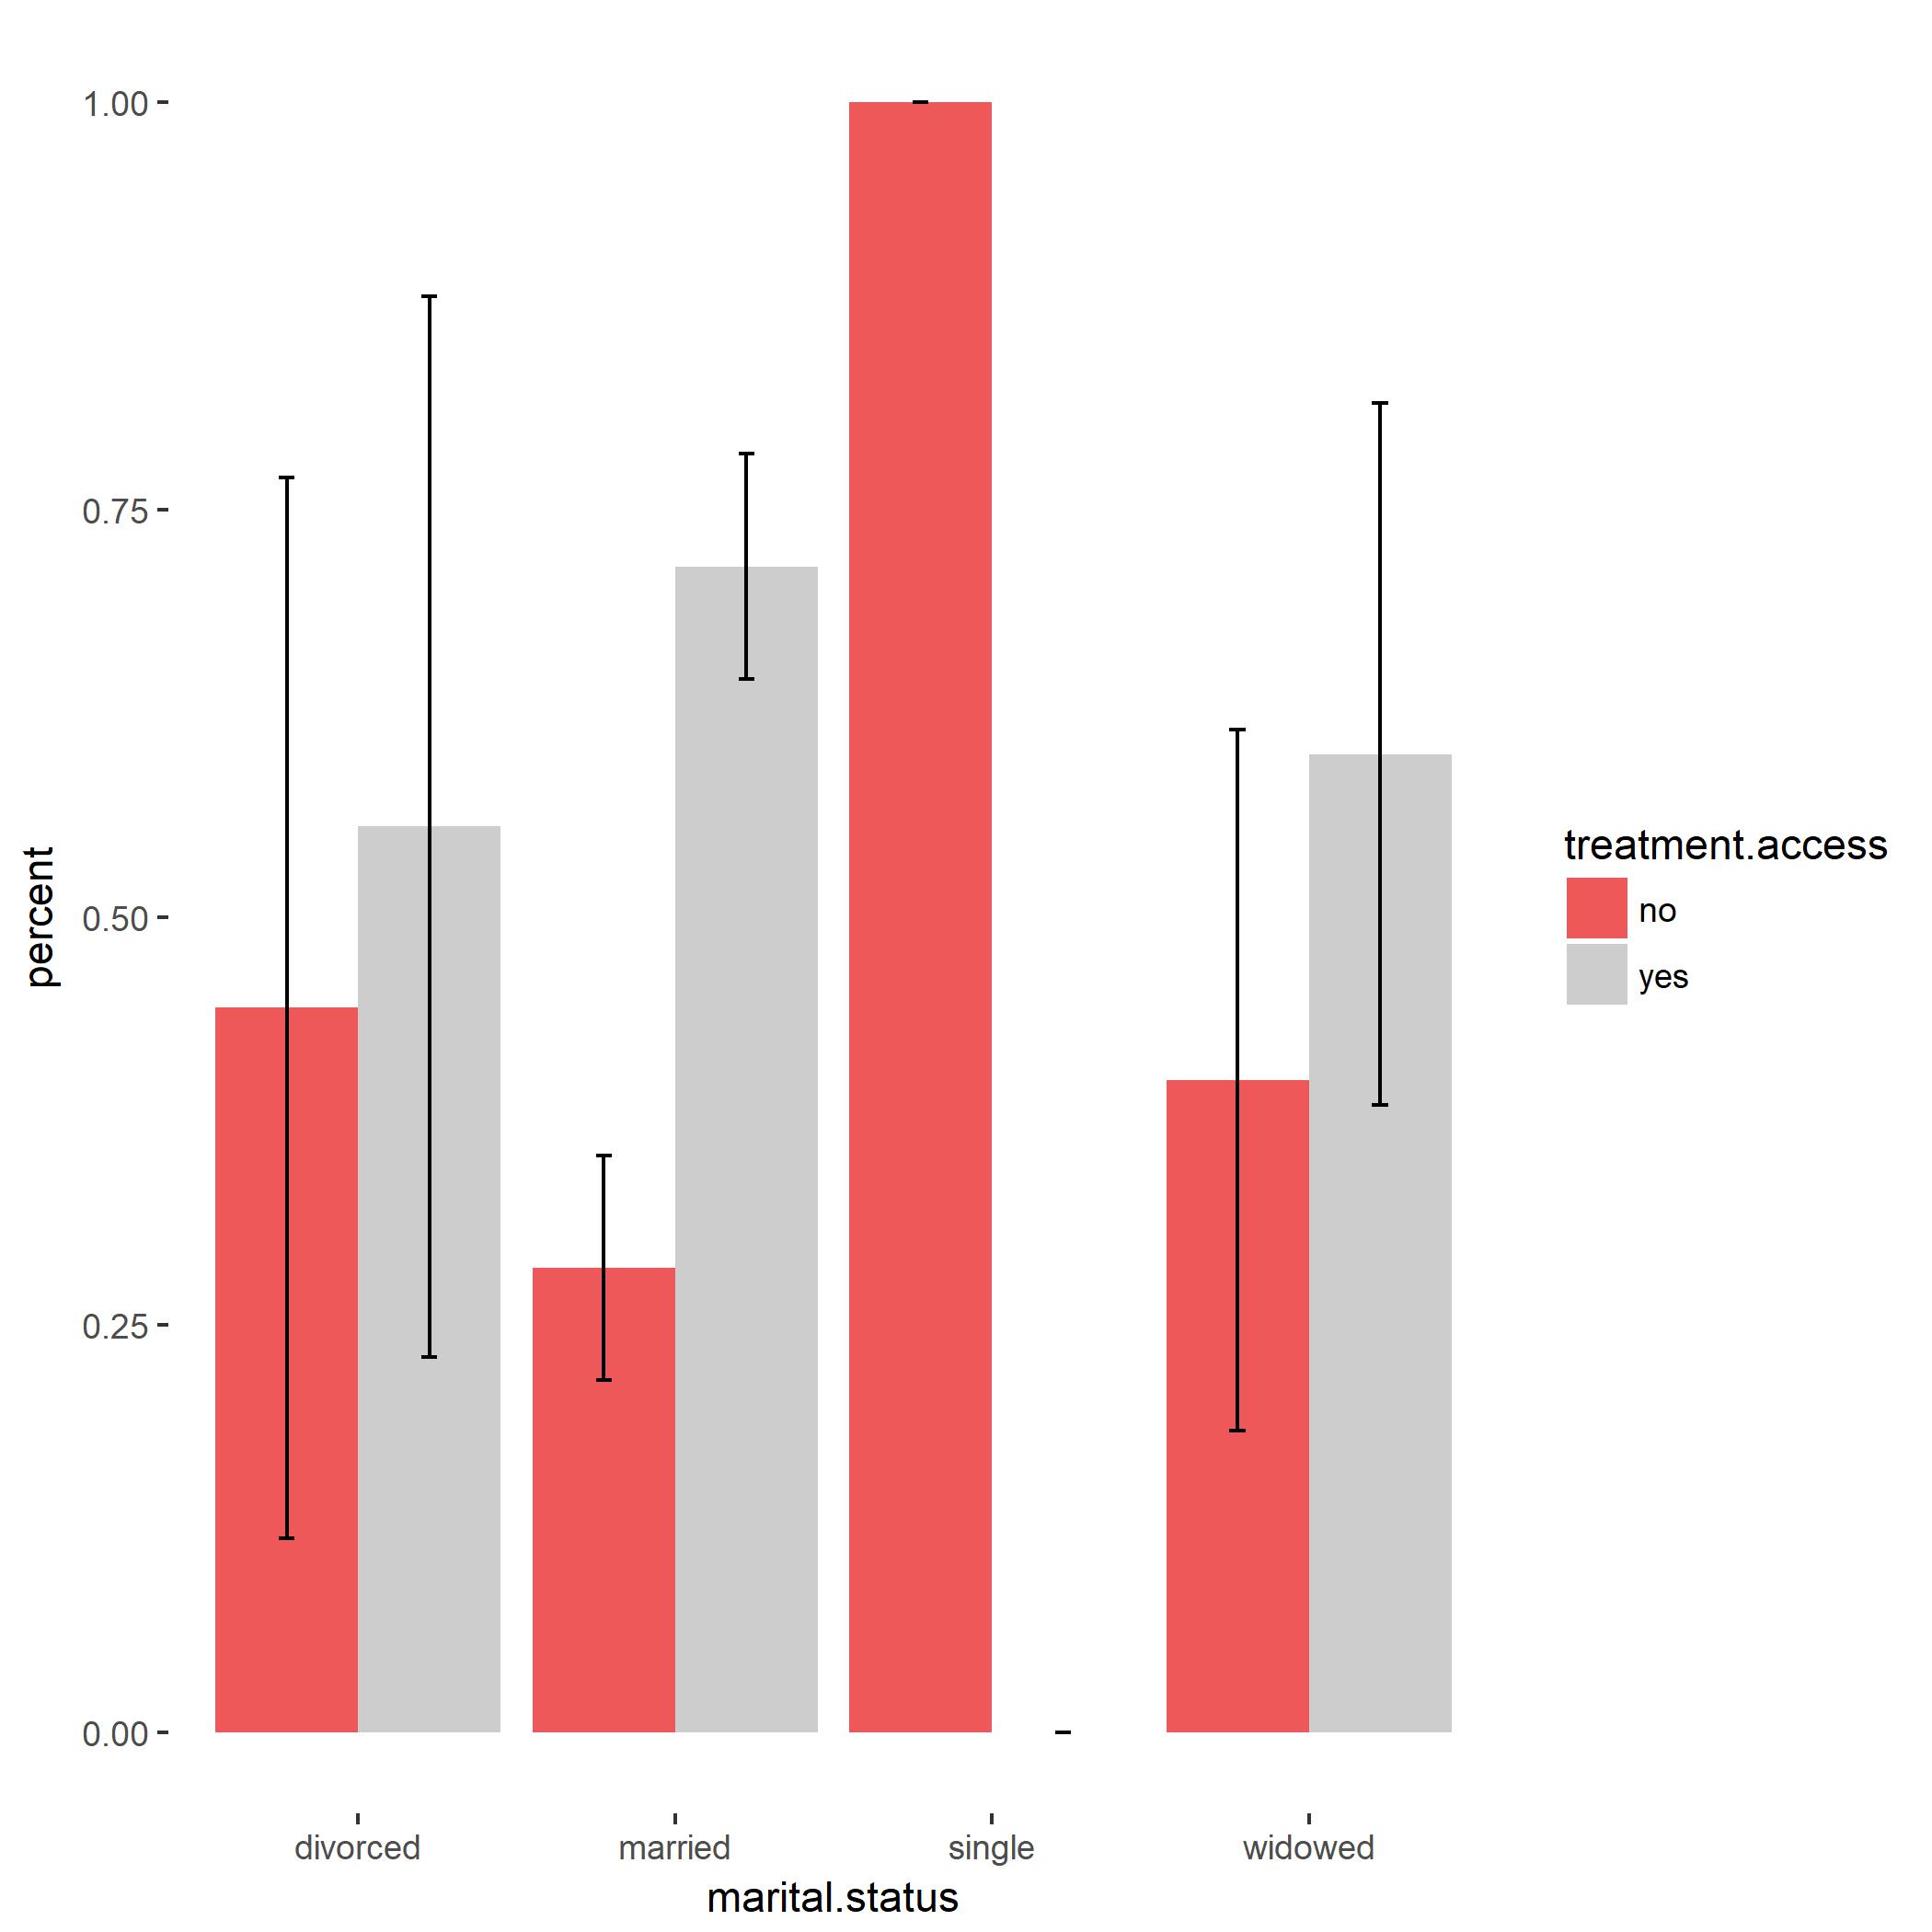 1.00
0.75
0.50
0.25
0.00
percent
divorced married single widowed
marital.status
treatment.access
no
yes